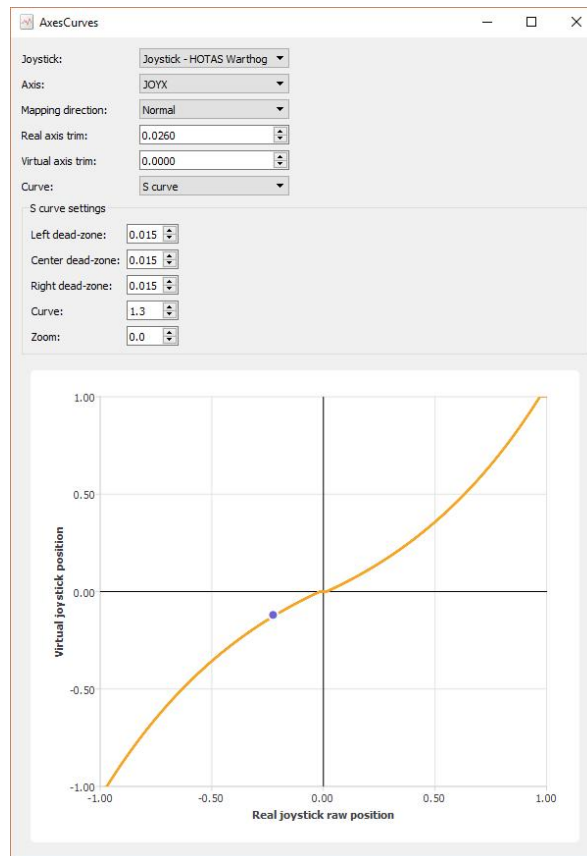 AxesCurves
Joystick: Joystick - HOTAS Warthog
Axis: JOYX
Mapping direction: Normal
Real axis trim: 0.0260
Virtual axis trim: 0.0000
Curve: S curve
S curve settings
Left dead-zone: 0.015
Center dead-zone: 0.015
Right dead-zone: 0.015
Curve: 1.3
Zoom: 0.0
1.00
0.50
0.00
-0.50
-1.00
Virtual joystick position
-1.00 -0.50 0.00 0.50 1.00
Real joystick raw position